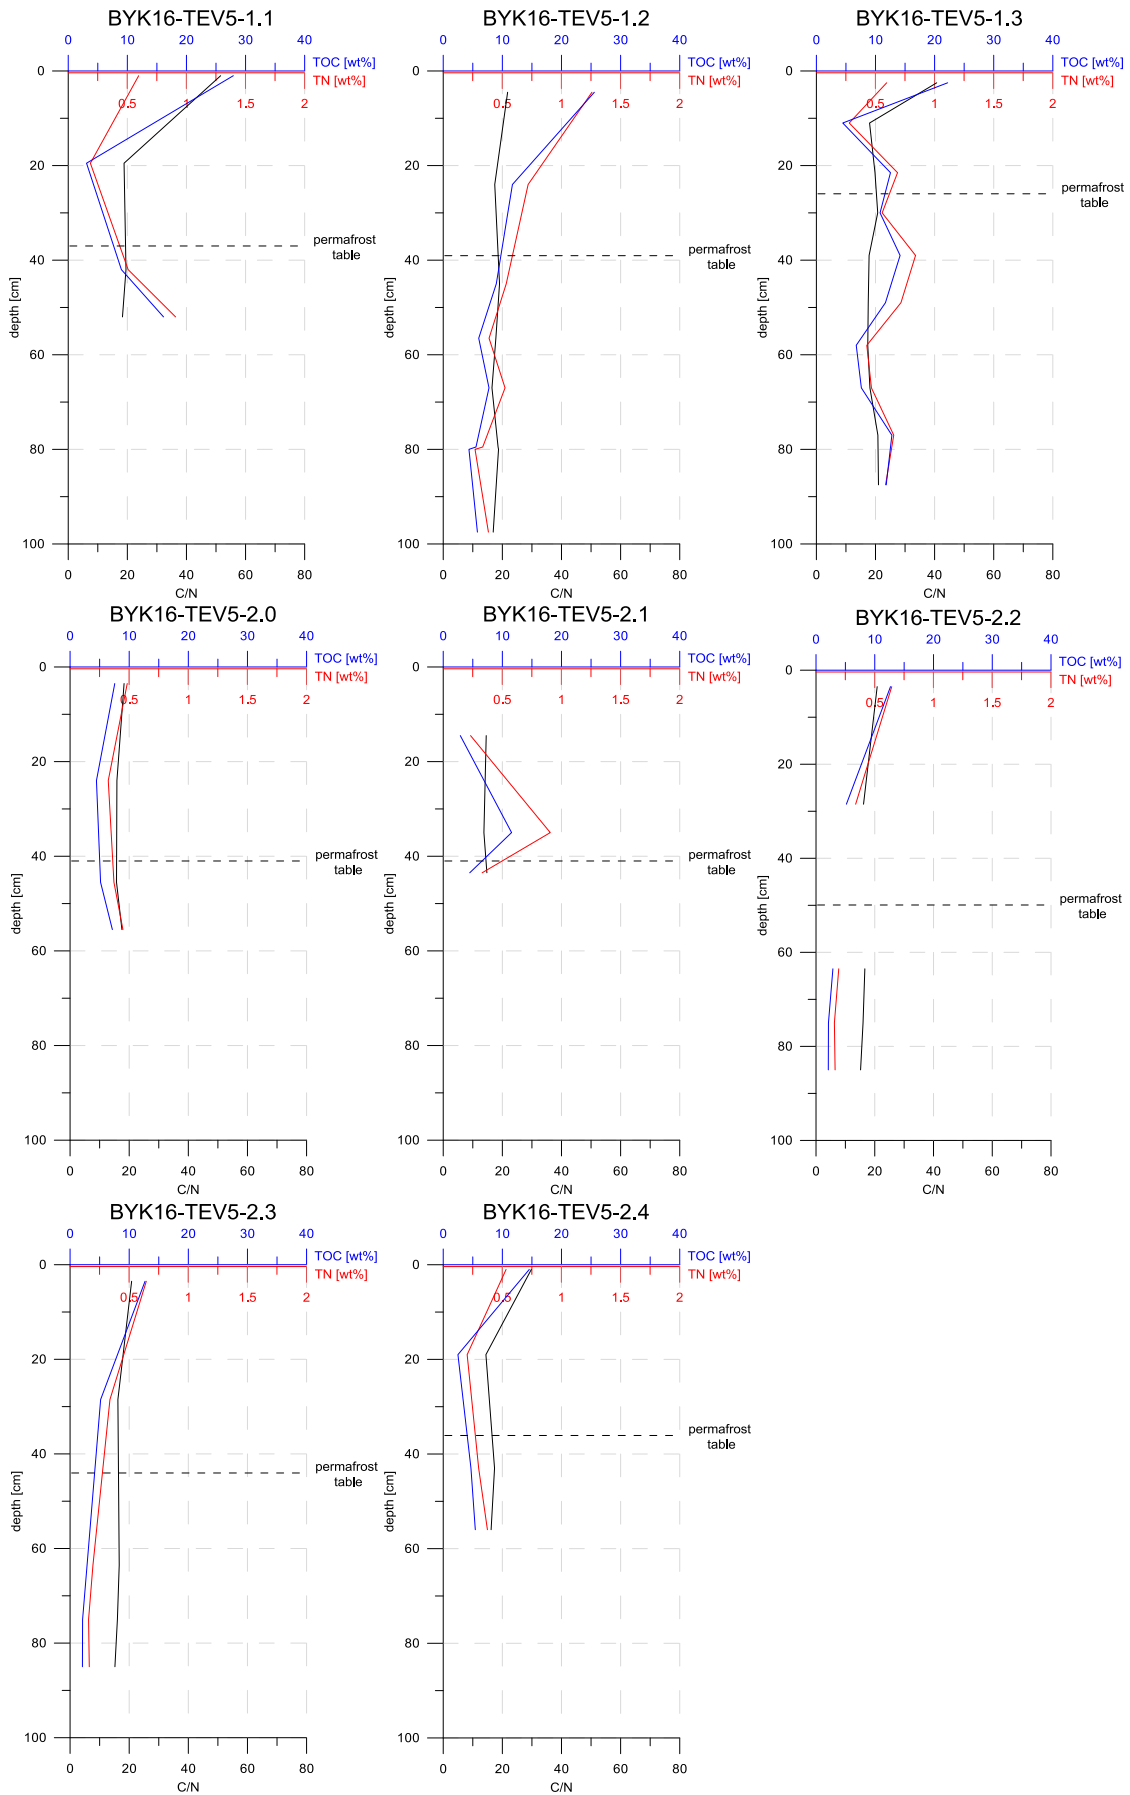 BYK16-TEV5-1.1
0 10 20 30 40
TOC [wt%]
TN [wt%]
0.5 1 1.5 2
0
20
40
60
80
100
depth [cm]
permafrost
table
0 20 40 60 80
C/N
BYK16-TEV5-1.2
0 10 20 30 40
TOC [wt%]
TN [wt%]
0.5 1 1.5 2
0
20
40
60
80
100
depth [cm]
permafrost
table
0 20 40 60 80
C/N
BYK16-TEV5-1.3
0 10 20 30 40
TOC [wt%]
TN [wt%]
0.5 1 1.5 2
0
20
40
60
80
100
depth [cm]
permafrost
table
0 20 40 60 80
C/N
BYK16-TEV5-2.0
0 10 20 30 40
TOC [wt%]
TN [wt%]
0.5 1 1.5 2
0
20
40
60
80
100
depth [cm]
permafrost
table
0 20 40 60 80
C/N
BYK16-TEV5-2.1
0 10 20 30 40
TOC [wt%]
TN [wt%]
0.5 1 1.5 2
0
20
40
60
80
100
depth [cm]
permafrost
table
0 20 40 60 80
C/N
BYK16-TEV5-2.2
0 10 20 30 40
TOC [wt%]
TN [wt%]
0.5 1 1.5 2
0
20
40
60
80
100
depth [cm]
permafrost
table
0 20 40 60 80
C/N
BYK16-TEV5-2.3
0 10 20 30 40
TOC [wt%]
TN [wt%]
0.5 1 1.5 2
0
20
40
60
80
100
depth [cm]
permafrost
table
0 20 40 60 80
C/N
BYK16-TEV5-2.4
0 10 20 30 40
TOC [wt%]
TN [wt%]
0.5 1 1.5 2
0
20
40
60
80
100
depth [cm]
permafrost
table
0 20 40 60 80
C/N